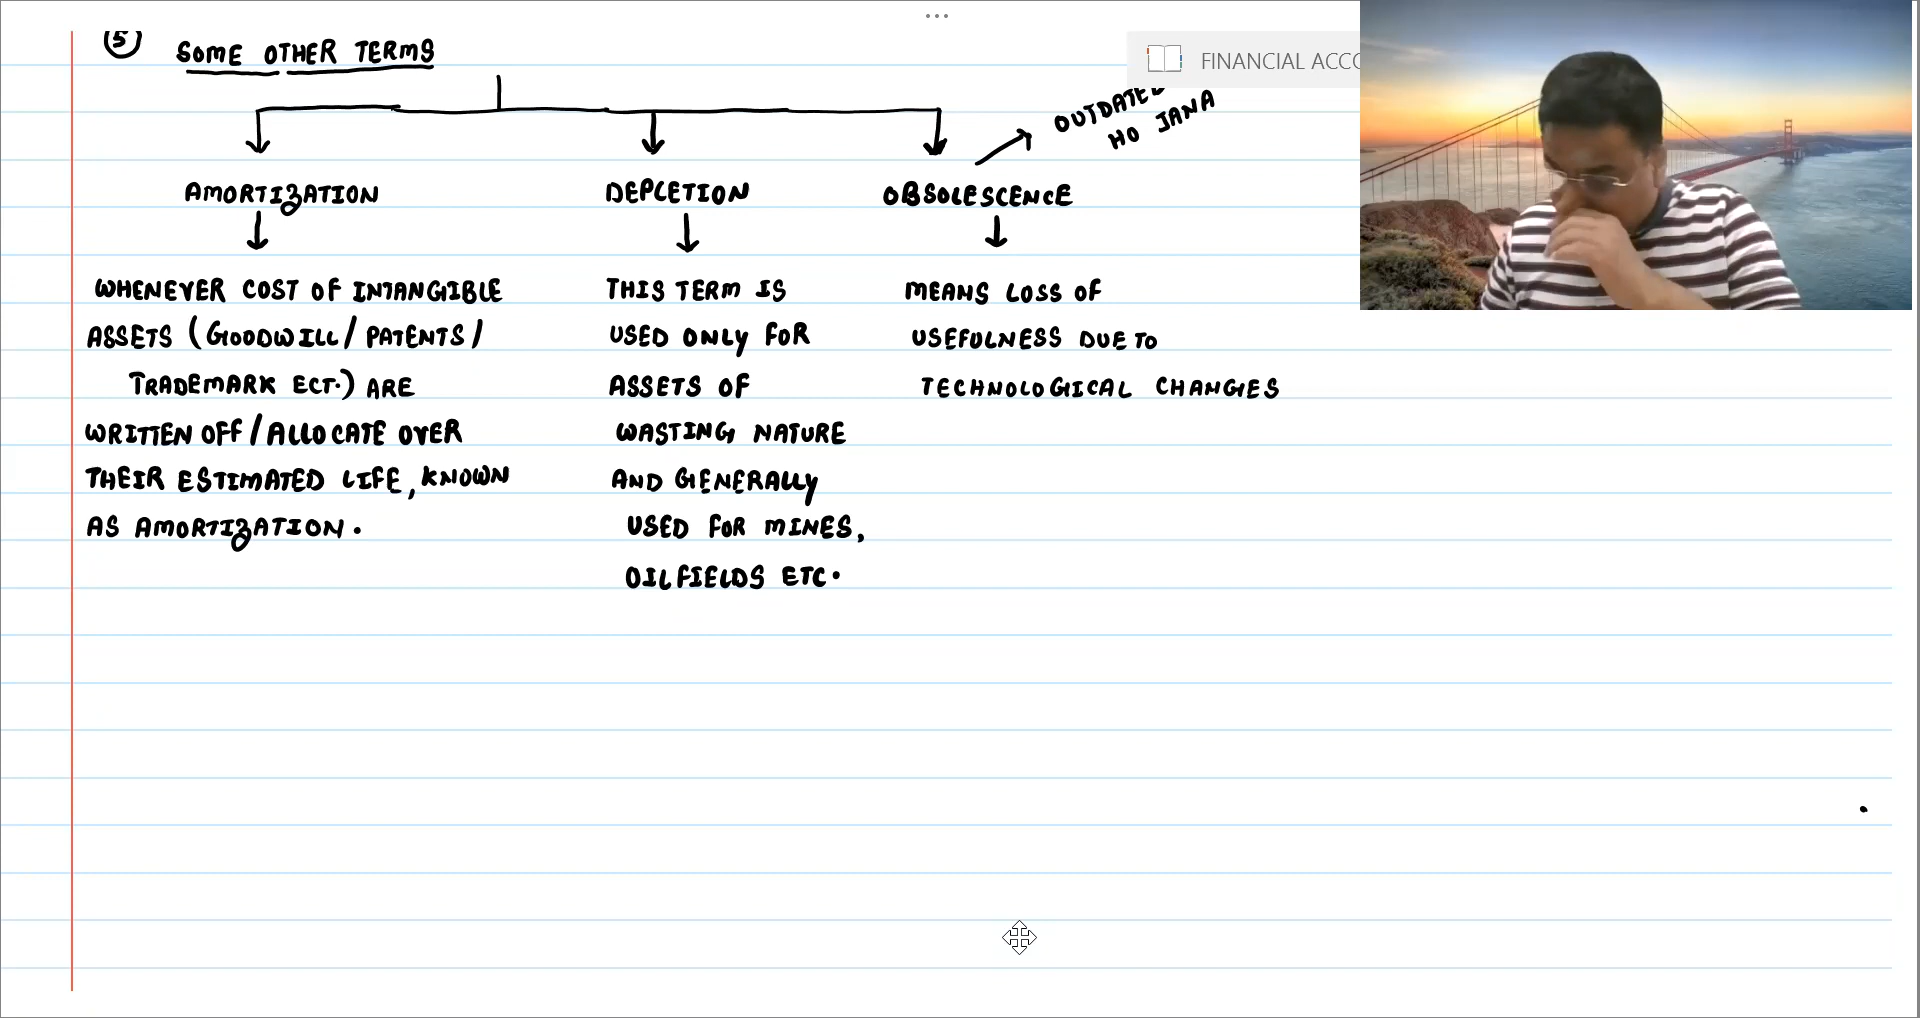 5 SOME OTHER TERMS
FINANCIAL ACCO
OUTDATED
HO JANA
AMORTIZATION
DEPLETION
OBSOLESCENCE
WHENEVER COST OF INTANGIBLE
ASSETS (GOODWILL / PATENTS /
TRADEMARK ECT.) ARE
WRITTEN OFF / ALLOCATE OVER
THEIR ESTIMATED LIFE, KNOWN
AS AMORTIZATION.
THIS TERM IS
USED ONLY FOR
ASSETS OF
WASTING NATURE
AND GENERALLY
USED FOR MINES,
OILFIELDS ETC.
MEANS LOSS OF
USEFULNESS DUE TO
TECHNOLOGICAL CHANGES